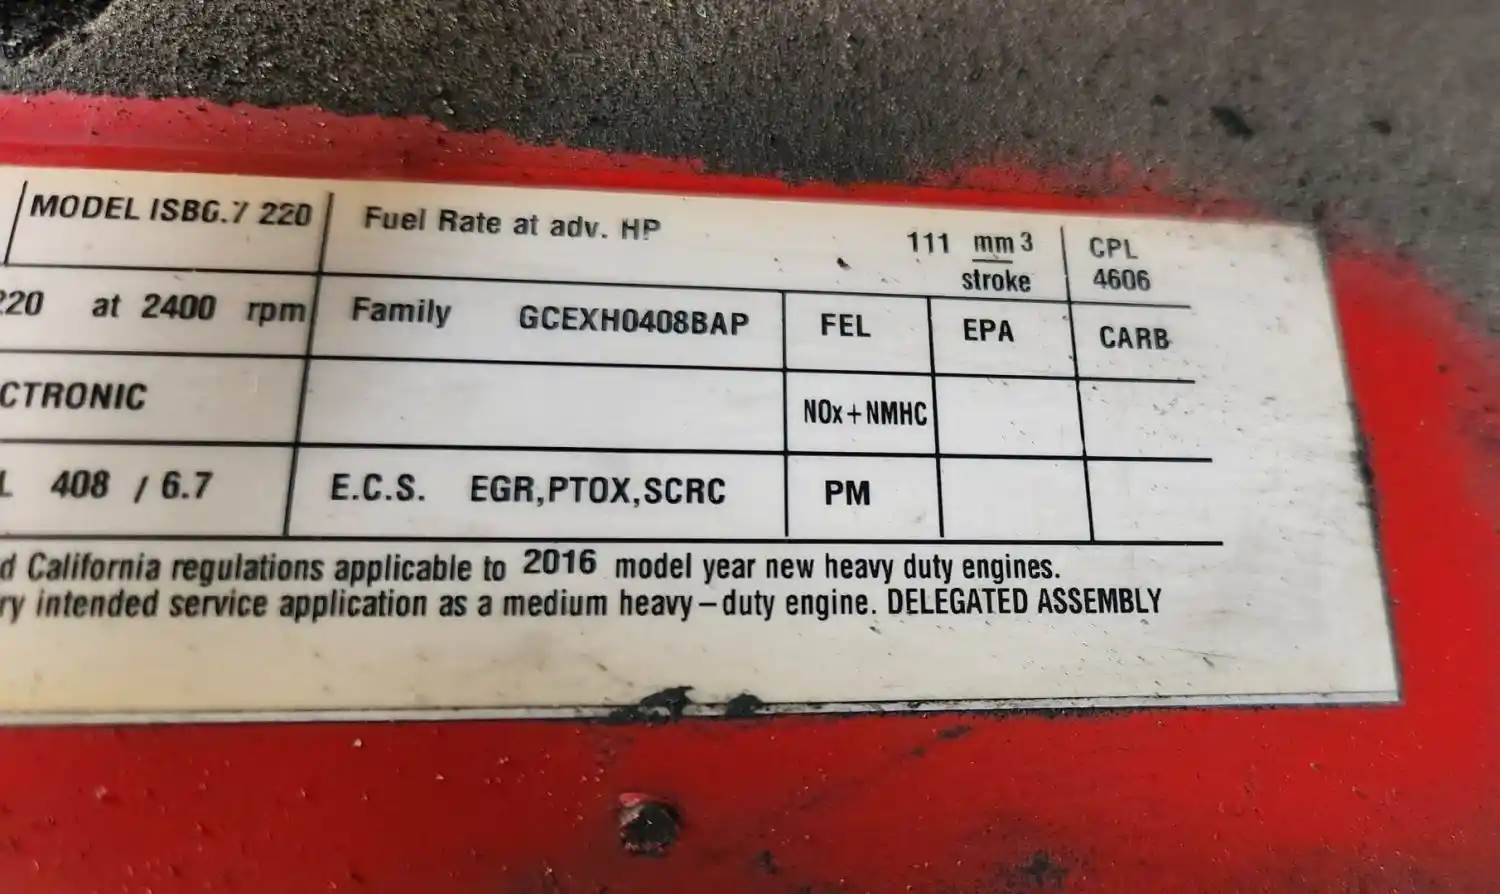 MODEL ISB6.7 220 Fuel Rate at adv. HP 111 mm3 CPL
stroke 4606
220 at 2400 rpm Family GCEXH0408BAP FEL EPA CARB
CTRONIC NOx+NMHC
L 408 / 6.7 E.C.S. EGR,PTOX,SCRC PM
d California regulations applicable to 2016 model year new heavy duty engines.
ry intended service application as a medium heavy-duty engine. DELEGATED ASSEMBLY